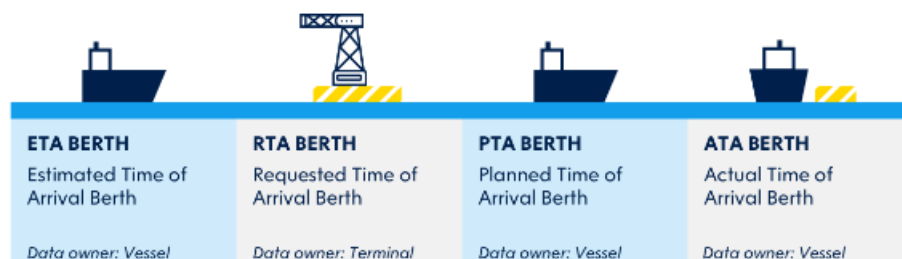 ETA BERTH
Estimated Time of
Arrival Berth
Data owner: Vessel
RTA BERTH
Requested Time of
Arrival Berth
Data owner: Terminal
PTA BERTH
Planned Time of
Arrival Berth
Data owner: Vessel
ATA BERTH
Actual Time of
Arrival Berth
Data owner: Vessel